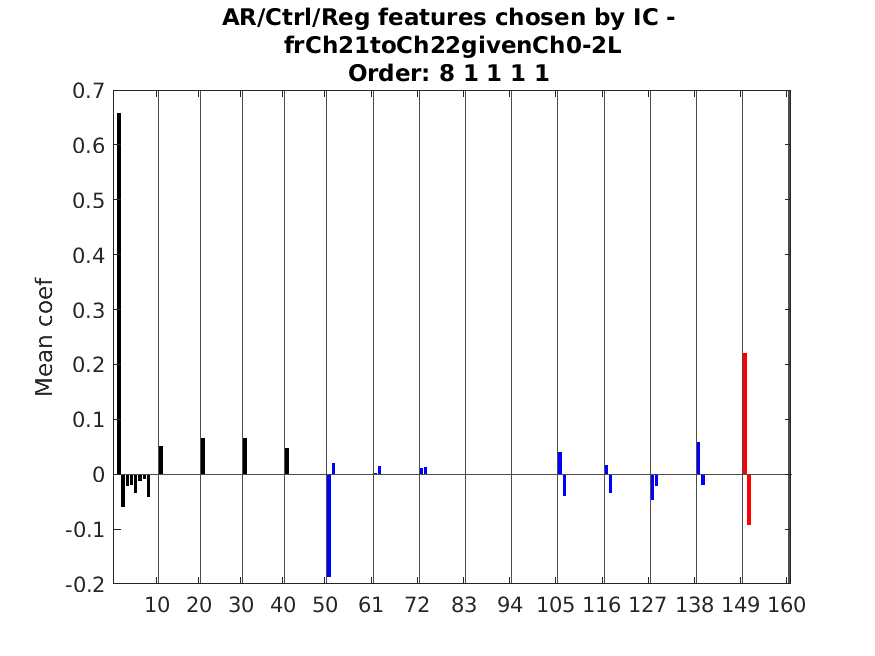 AR/Ctrl/Reg features chosen by IC -
frCh21toCh22givenCh0-2L
Order: 8 1 1 1 1
0.7
0.6
0.5
0.4
0.3
0.2
0.1
0
-0.1
-0.2
Mean coef
10 20 30 40 50 61 72 83 94 105 116 127 138 149 160